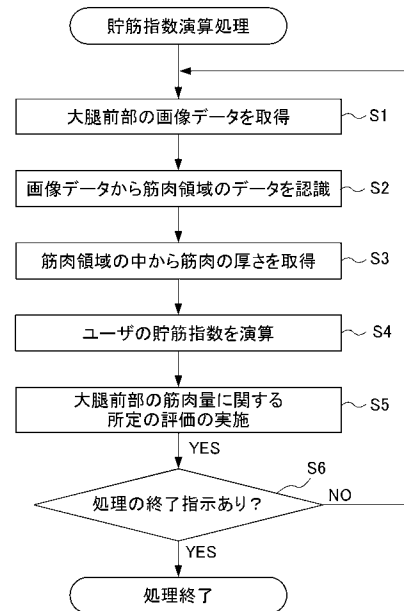 貯筋指数演算処理
大腿前部の画像データを取得
S1
画像データから筋肉領域のデータを認識
S2
筋肉領域の中から筋肉の厚さを取得
S3
ユーザの貯筋指数を演算
S4
大腿前部の筋肉量に関する
所定の評価の実施
S5
YES
S6
処理の終了指示あり?
NO
YES
処理終了